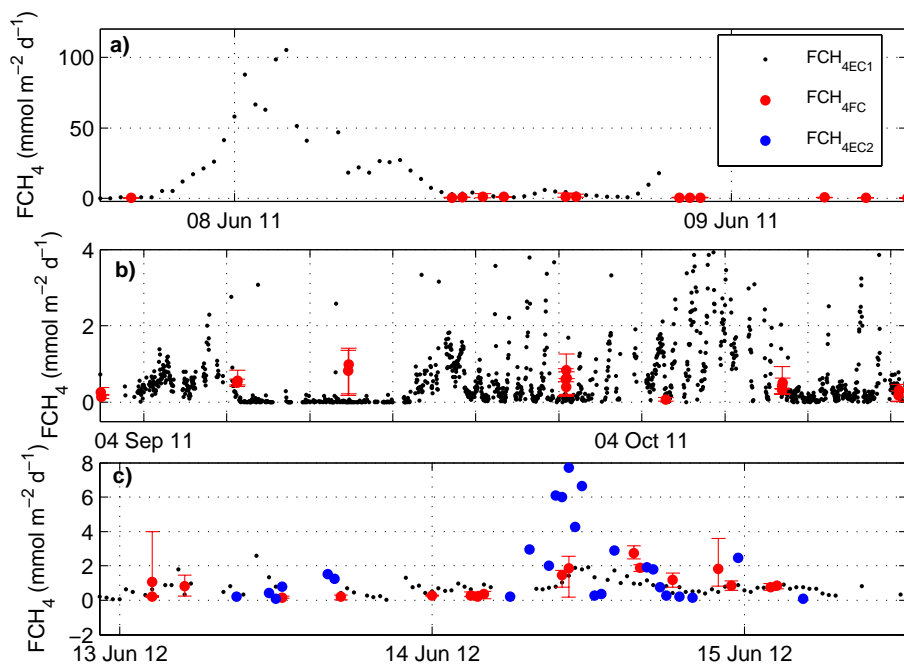 a)
FCH4 (mmol m−2 d−1)
100
50
0
08 Jun 11
09 Jun 11
FCH4EC1
FCH4FC
FCH4EC2
b)
FCH4 (mmol m−2 d−1)
4
2
0
04 Sep 11
04 Oct 11
c)
FCH4 (mmol m−2 d−1)
8
6
4
2
0
−2
13 Jun 12
14 Jun 12
15 Jun 12